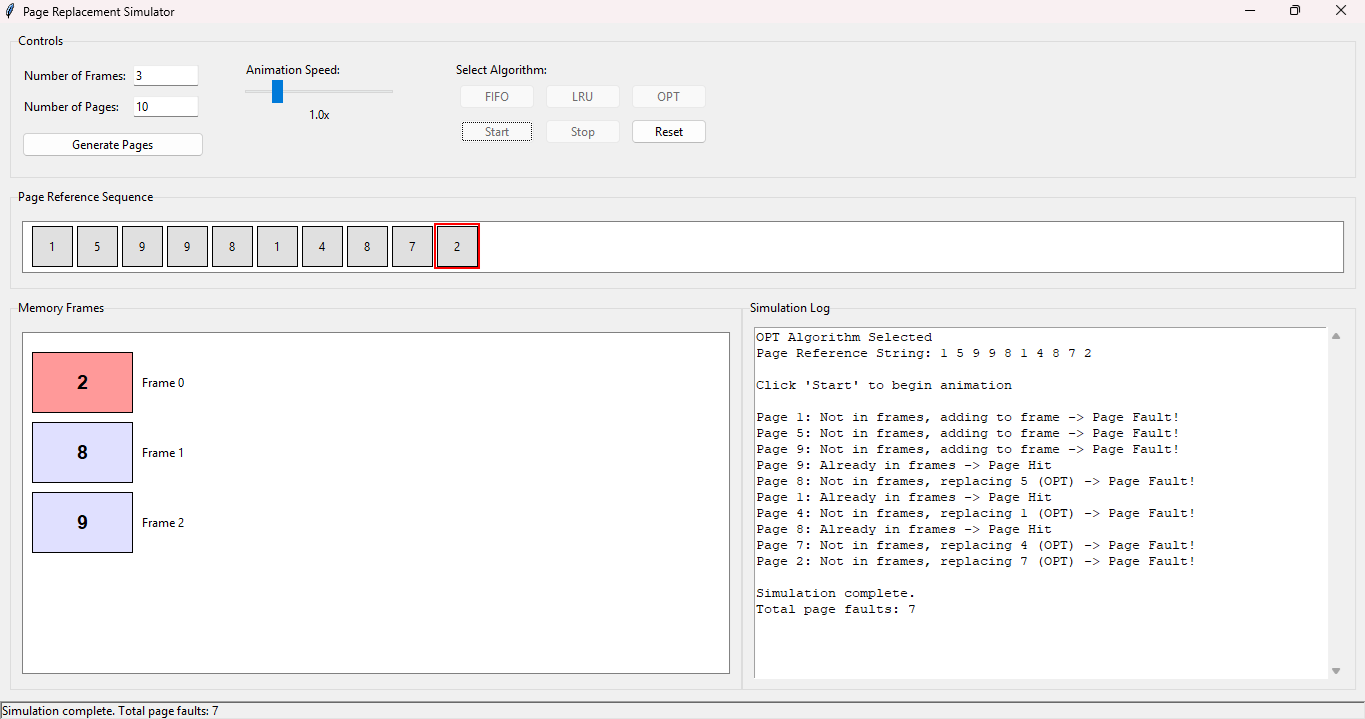 Page Replacement Simulator
Controls
Number of Frames: 3
Number of Pages: 10
Generate Pages
Animation Speed:
1.0x
Select Algorithm:
FIFO LRU OPT
Start Stop Reset
Page Reference Sequence
1 5 9 9 8 1 4 8 7 2
Memory Frames
2 Frame 0
8 Frame 1
9 Frame 2
Simulation Log
OPT Algorithm Selected
Page Reference String: 1 5 9 9 8 1 4 8 7 2
Click 'Start' to begin animation
Page 1: Not in frames, adding to frame -> Page Fault!
Page 5: Not in frames, adding to frame -> Page Fault!
Page 9: Not in frames, adding to frame -> Page Fault!
Page 9: Already in frames -> Page Hit
Page 8: Not in frames, replacing 5 (OPT) -> Page Fault!
Page 1: Already in frames -> Page Hit
Page 4: Not in frames, replacing 1 (OPT) -> Page Fault!
Page 8: Already in frames -> Page Hit
Page 7: Not in frames, replacing 4 (OPT) -> Page Fault!
Page 2: Not in frames, replacing 7 (OPT) -> Page Fault!
Simulation complete.
Total page faults: 7
Simulation complete. Total page faults: 7